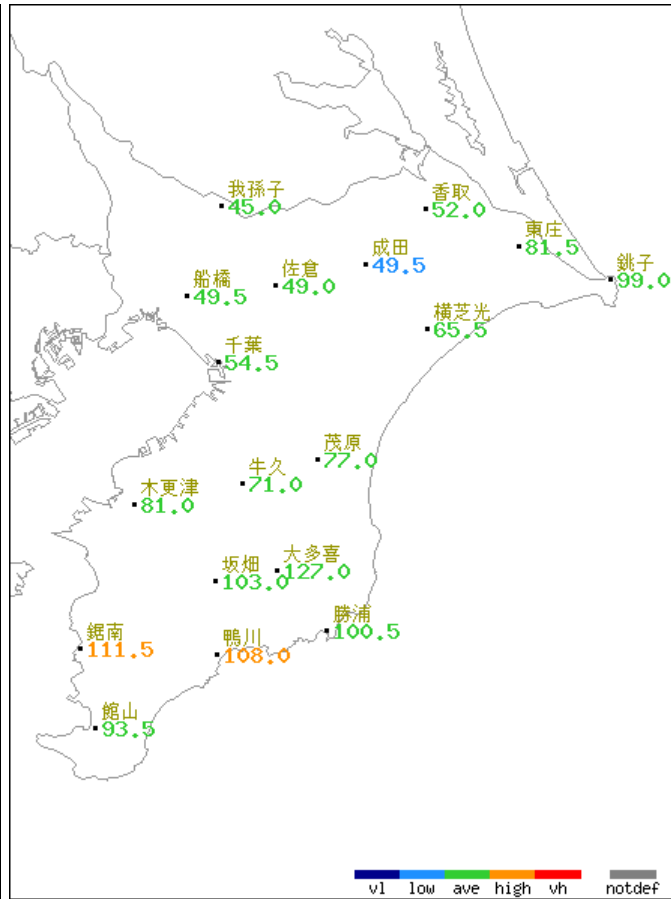 我孫子
45.0
香取
52.0
東庄
81.5
成田
49.5
銚子
99.0
船橋
49.5
佐倉
49.0
横芝光
65.5
千葉
54.5
茂原
77.0
牛久
71.0
木更津
81.0
坂畑
103.0
大多喜
127.0
勝浦
100.5
鋸南
111.5
鴨川
108.0
館山
93.5
vl low ave high vh notdef